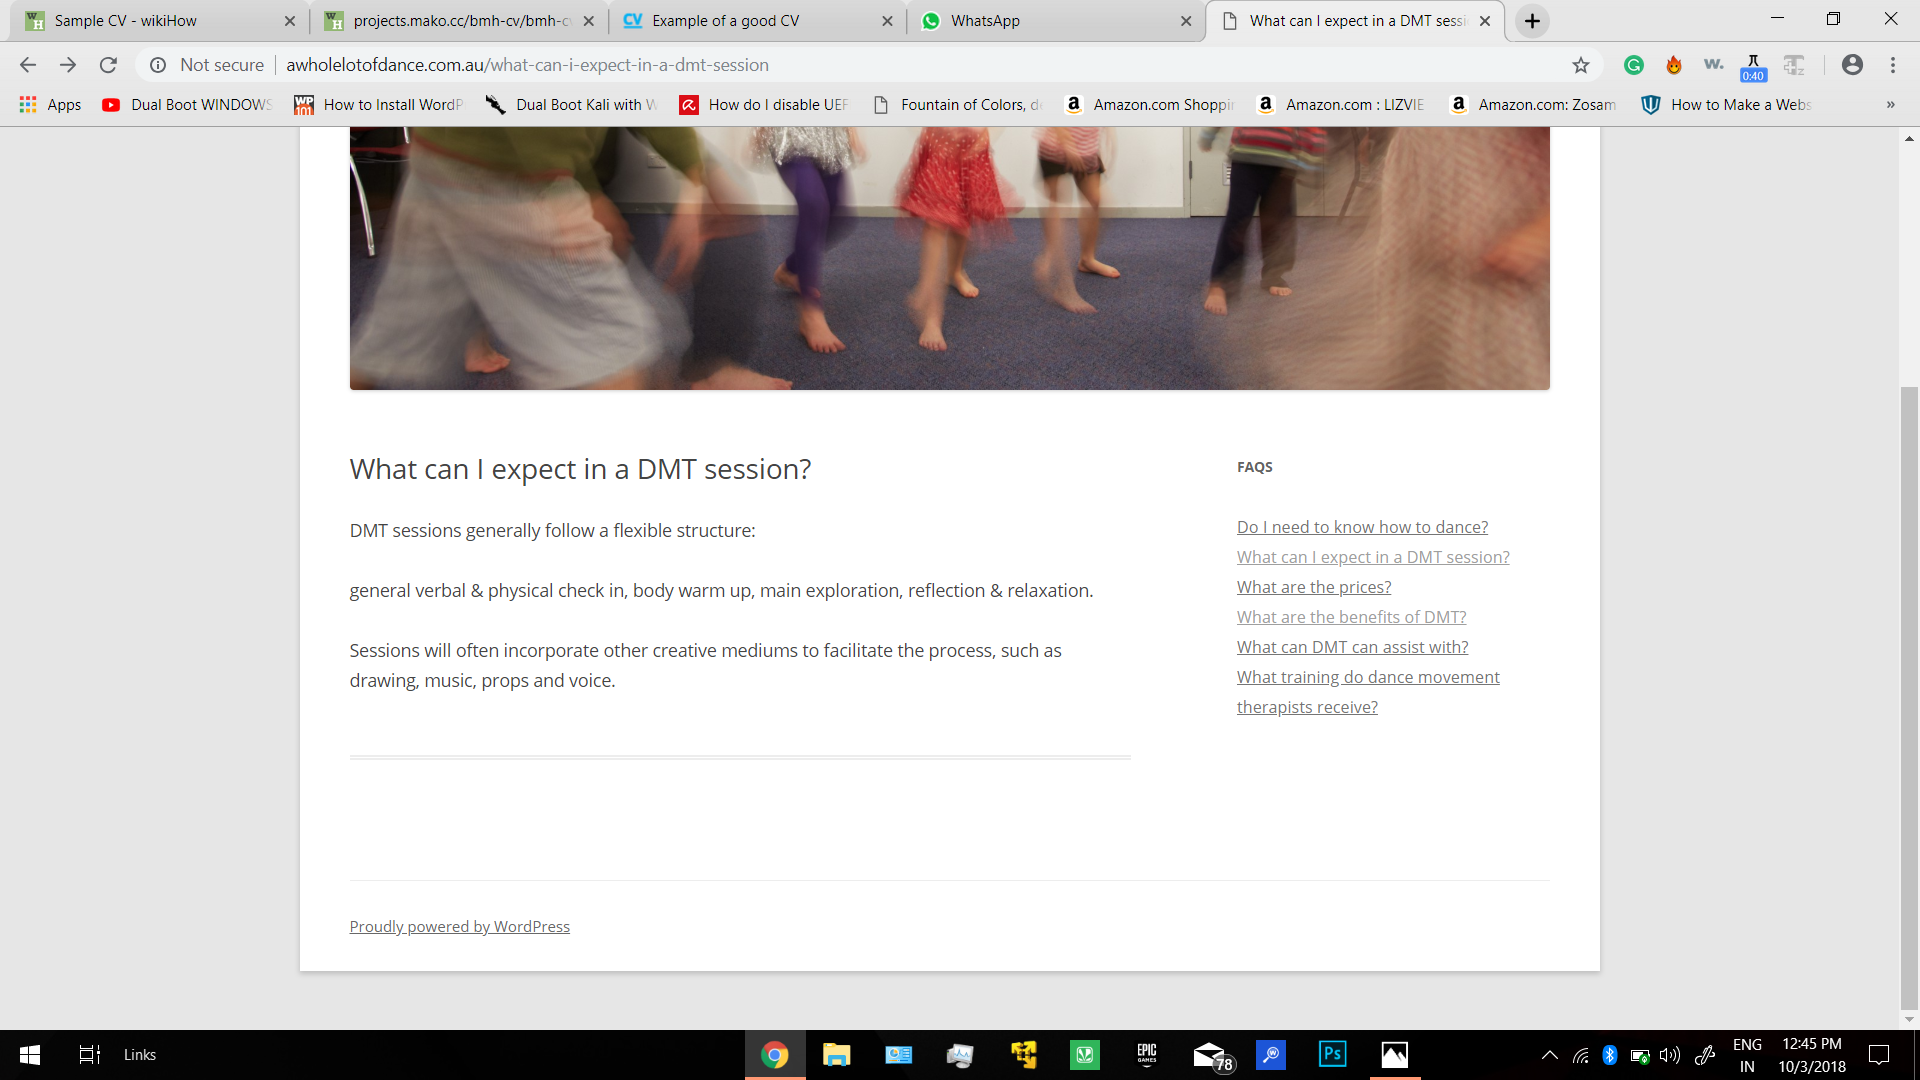 Sample CV - wikiHow
projects.mako.cc/bmh-cv/bmh-cv
Example of a good CV
WhatsApp
What can I expect in a DMT sessi
Not secure
awholelotofdance.com.au/what-can-i-expect-in-a-dmt-session
0:40
Apps
Dual Boot WINDOWS
How to Install WordP
Dual Boot Kali with W
How do I disable UEF
Fountain of Colors, de
Amazon.com Shoppin
Amazon.com : LIZVIE
Amazon.com: Zosam
How to Make a Webs
What can I expect in a DMT session?
DMT sessions generally follow a flexible structure:
general verbal & physical check in, body warm up, main exploration, reflection & relaxation.
Sessions will often incorporate other creative mediums to facilitate the process, such as
drawing, music, props and voice.
FAQS
Do I need to know how to dance?
What can I expect in a DMT session?
What are the prices?
What are the benefits of DMT?
What can DMT can assist with?
What training do dance movement
therapists receive?
Proudly powered by WordPress
Links
EPIC
GAMES
78
Ps
ENG
IN
12:45 PM
10/3/2018